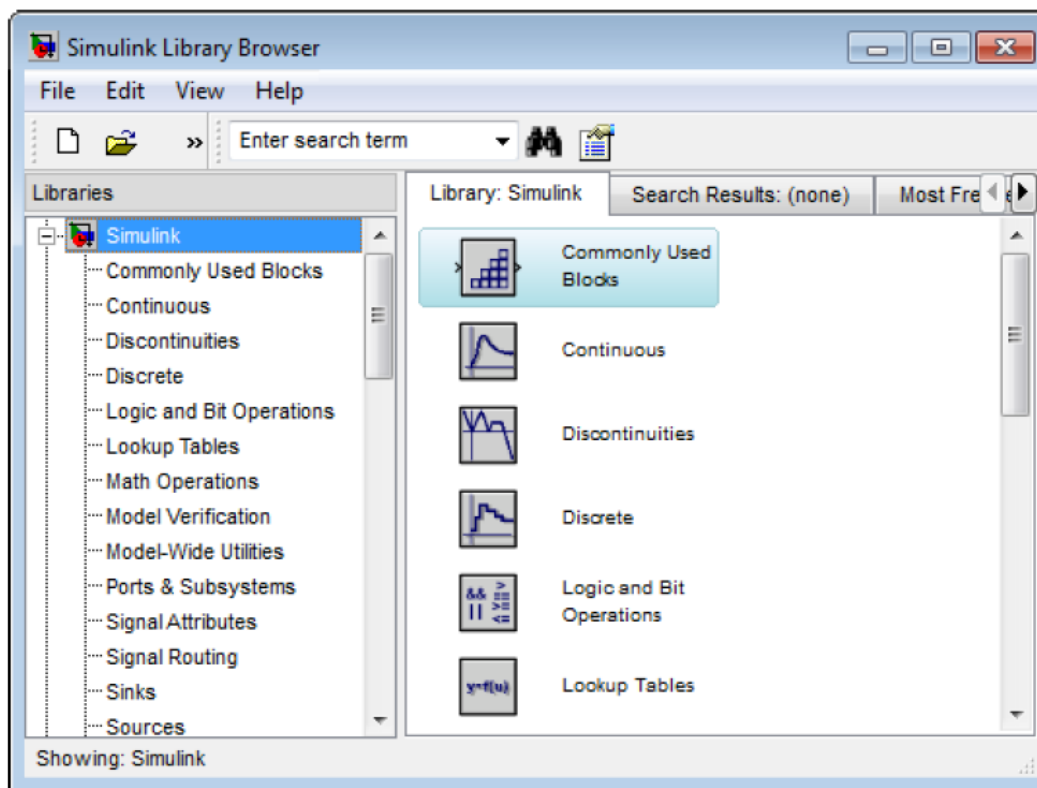 Simulink Library Browser
File Edit View Help
» Enter search term
Libraries
Library: Simulink Search Results: (none) Most Fre
Simulink
Commonly Used Blocks
Continuous
Discontinuities
Discrete
Logic and Bit Operations
Lookup Tables
Math Operations
Model Verification
Model-Wide Utilities
Ports & Subsystems
Signal Attributes
Signal Routing
Sinks
Sources
Commonly Used
Blocks
Continuous
Discontinuities
Discrete
&& >
|| ==
>=
<=
Logic and Bit
Operations
y=f(u)
Lookup Tables
Showing: Simulink